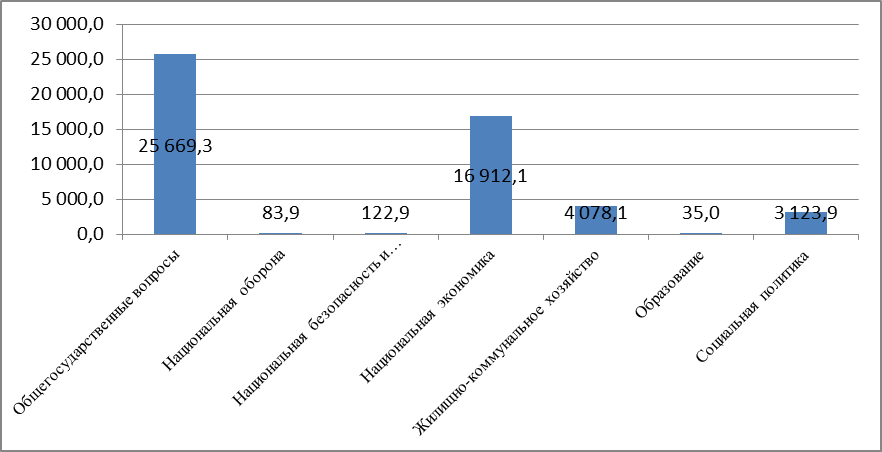 30 000,0
25 000,0
20 000,0
15 000,0
10 000,0
5 000,0
0,0
25 669,3
83,9
122,9
16 912,1
4 078,1
35,0
3 123,9
Общегосударственные вопросы
Национальная оборона
Национальная безопасность и…
Национальная экономика
Жилищно-коммунальное хозяйство
Образование
Социальная политика